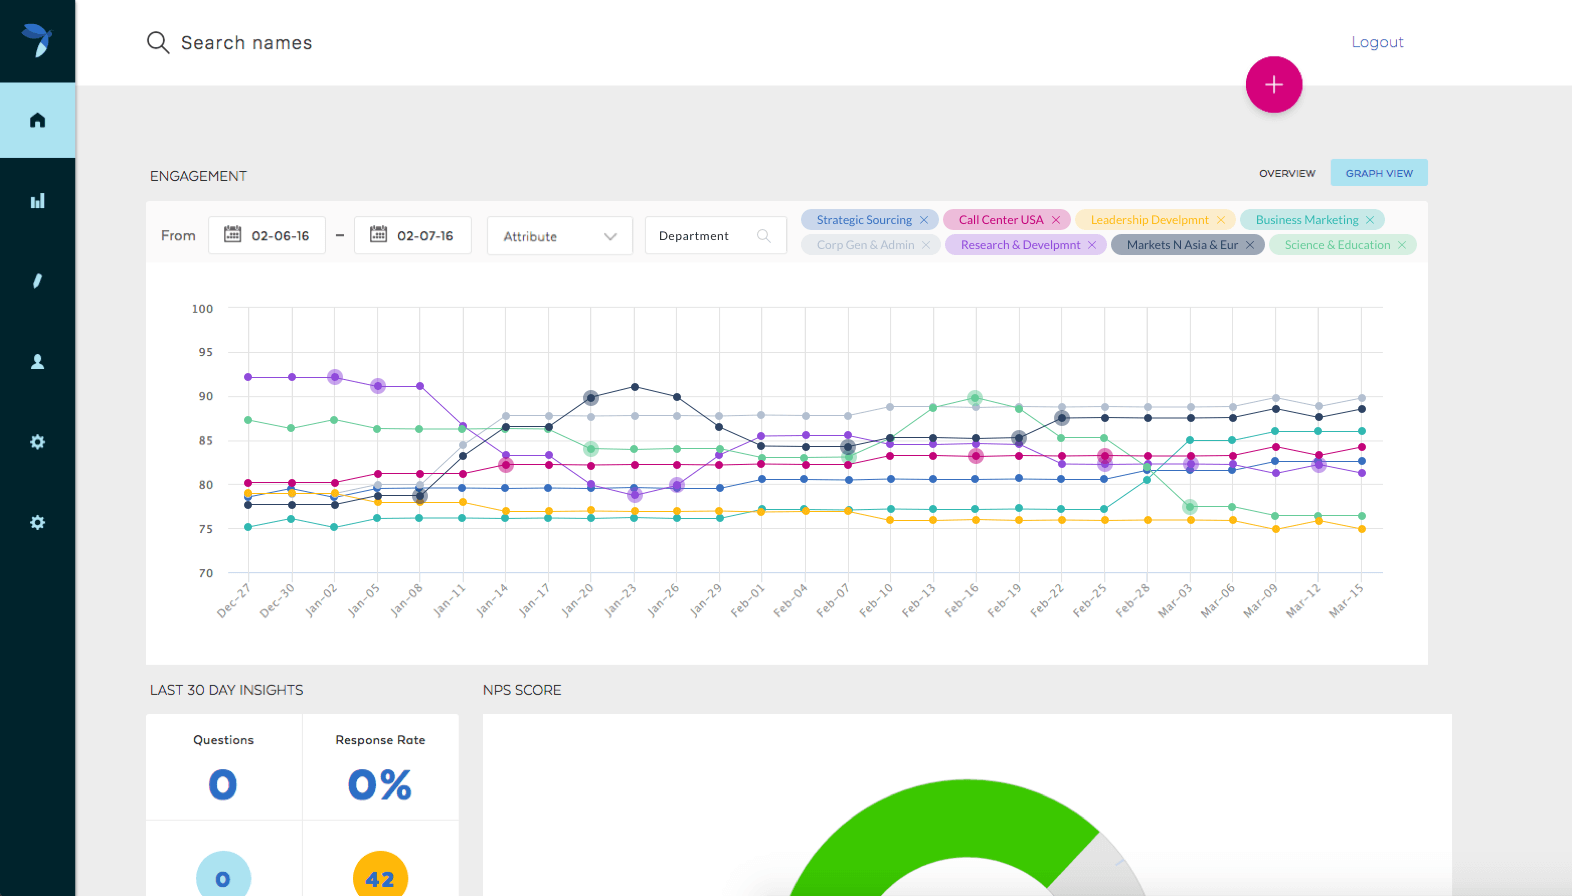 Search names
Logout
+
ENGAGEMENT
OVERVIEW
GRAPH VIEW
From
02-06-16
–
02-07-16
Attribute
Department
Strategic Sourcing ×
Call Center USA ×
Leadership Develpmnt ×
Business Marketing ×
Corp Gen & Admin ×
Research & Develpmnt ×
Markets N Asia & Eur ×
Science & Education ×
100
95
90
85
80
75
70
Dec-27
Dec-30
Jan-02
Jan-05
Jan-08
Jan-11
Jan-14
Jan-17
Jan-20
Jan-23
Jan-26
Jan-29
Feb-01
Feb-04
Feb-07
Feb-10
Feb-13
Feb-16
Feb-19
Feb-22
Feb-25
Feb-28
Mar-03
Mar-06
Mar-09
Mar-12
Mar-15
LAST 30 DAY INSIGHTS
NPS SCORE
Questions
Response Rate
0
0%
0
42